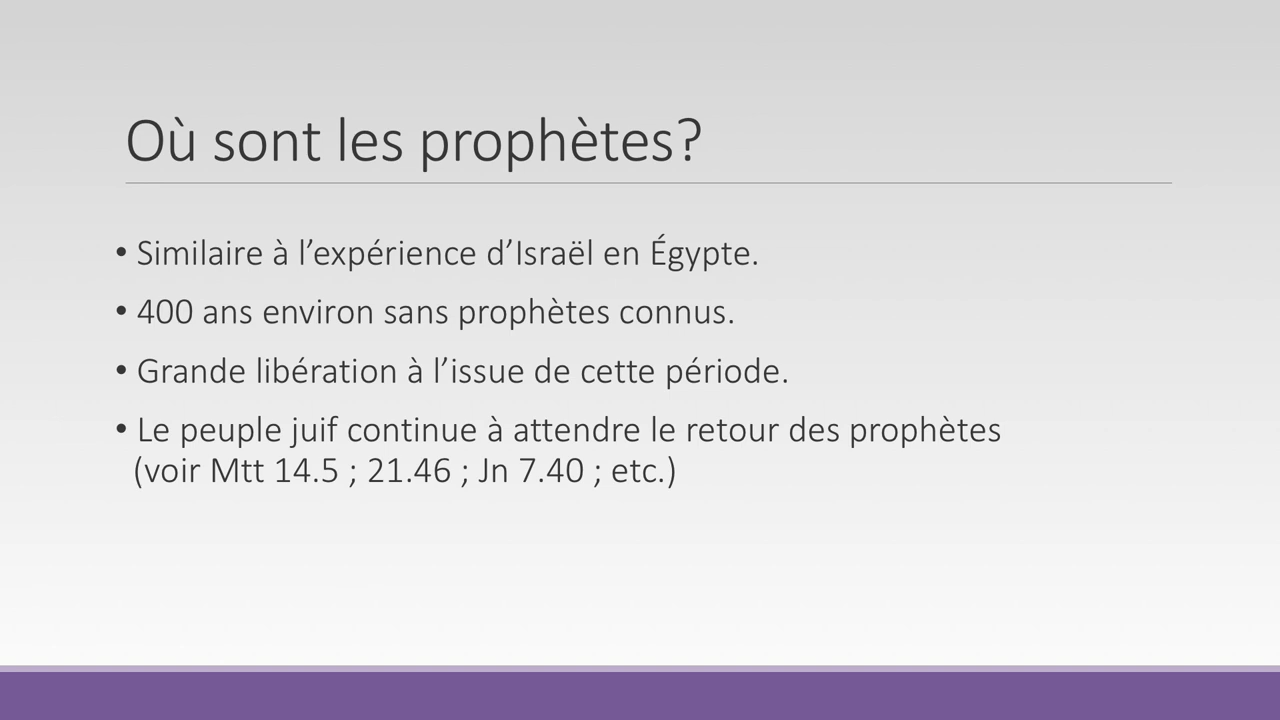 Où sont les prophètes?
• Similaire à l’expérience d’Israël en Égypte.
• 400 ans environ sans prophètes connus.
• Grande libération à l’issue de cette période.
• Le peuple juif continue à attendre le retour des prophètes
(voir Mtt 14.5 ; 21.46 ; Jn 7.40 ; etc.)